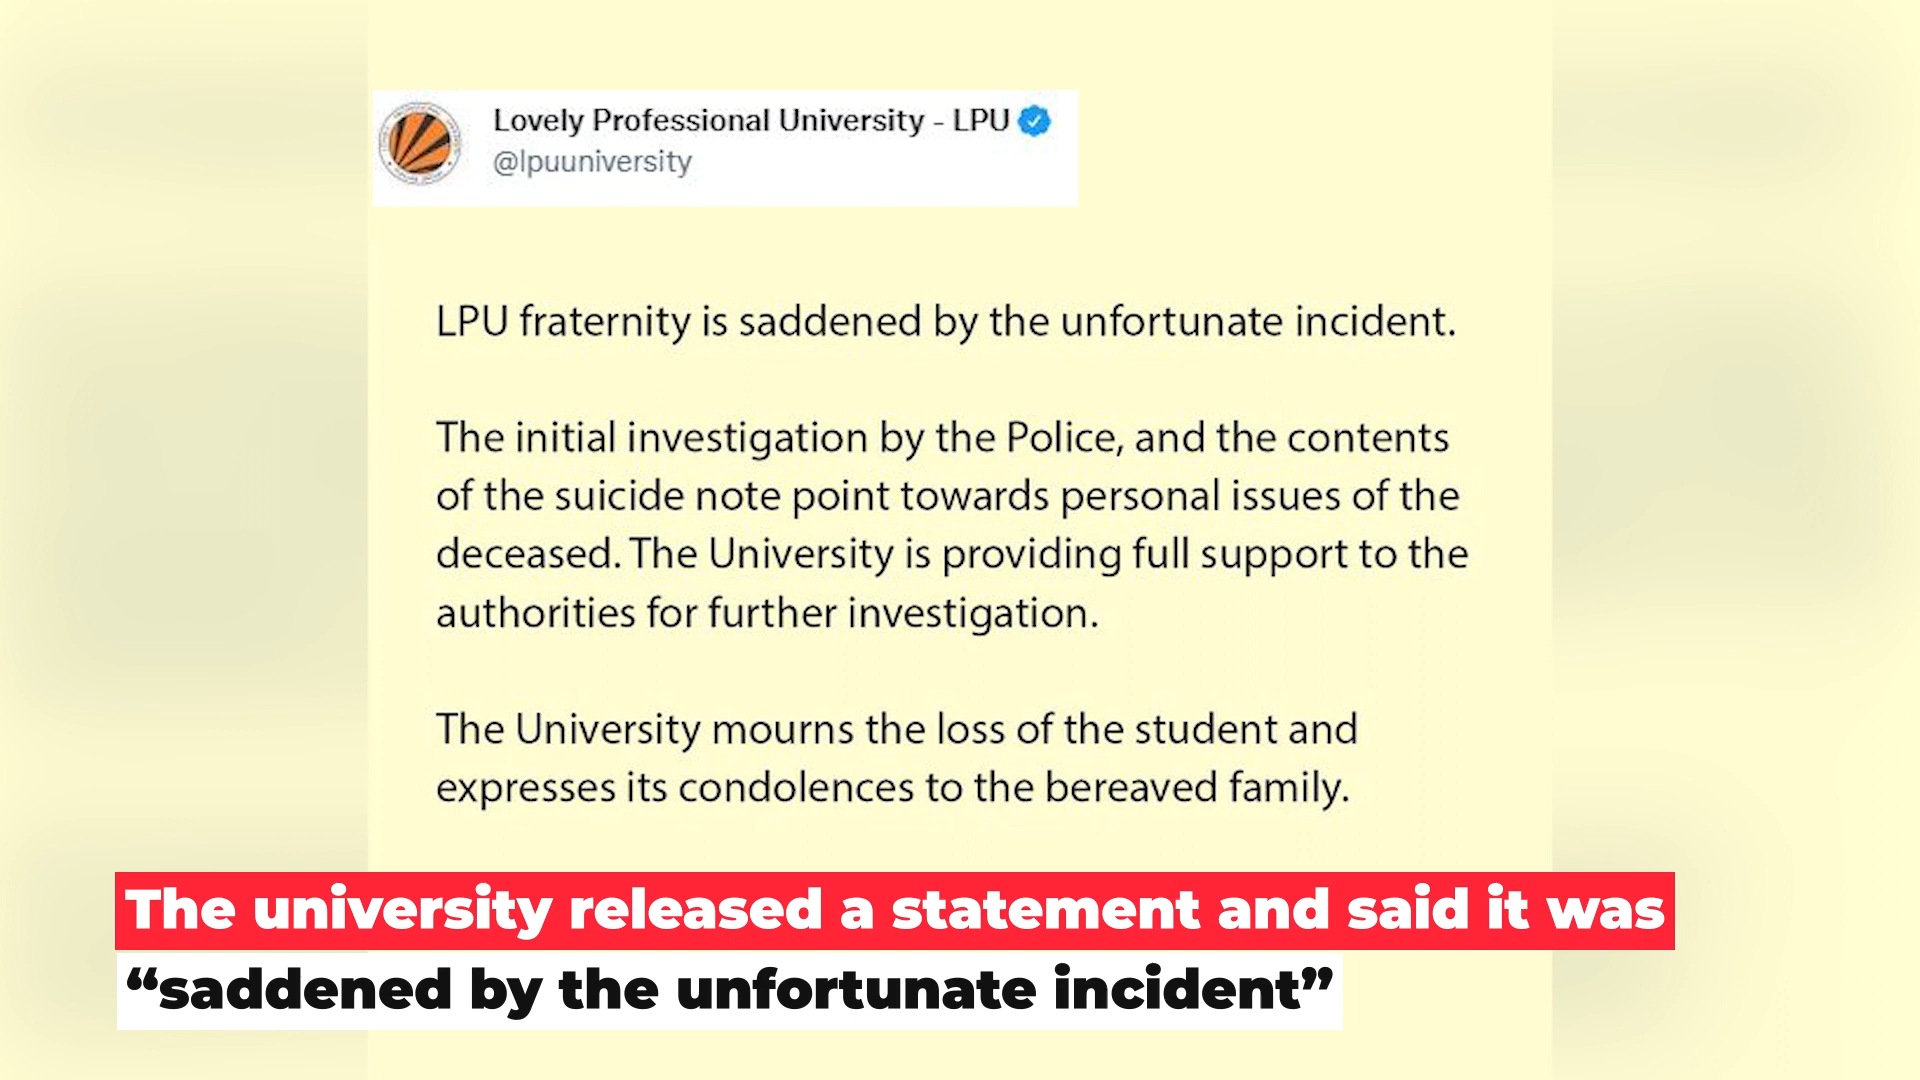 Lovely Professional University - LPU
@lpuuniversity
LPU fraternity is saddened by the unfortunate incident.
The initial investigation by the Police, and the contents
of the suicide note point towards personal issues of the
deceased. The University is providing full support to the
authorities for further investigation.
The University mourns the loss of the student and
expresses its condolences to the bereaved family.
The university released a statement and said it was
“saddened by the unfortunate incident”